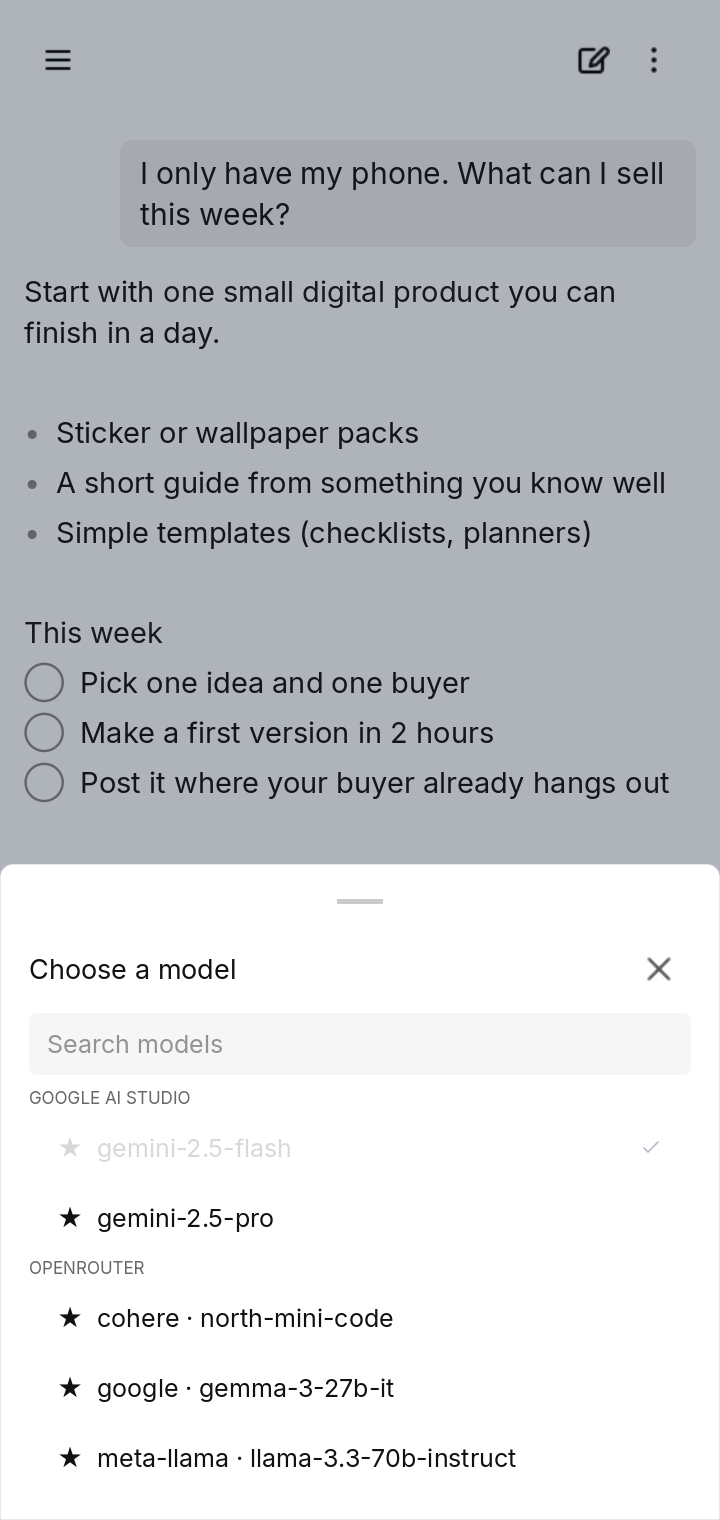 I only have my phone. What can I sell
this week?
Start with one small digital product you can
finish in a day.
• Sticker or wallpaper packs
• A short guide from something you know well
• Simple templates (checklists, planners)
This week
Pick one idea and one buyer
Make a first version in 2 hours
Post it where your buyer already hangs out
Choose a model
Search models
GOOGLE AI STUDIO
★ gemini-2.5-flash
★ gemini-2.5-pro
OPENROUTER
★ cohere · north-mini-code
★ google · gemma-3-27b-it
★ meta-llama · llama-3.3-70b-instruct